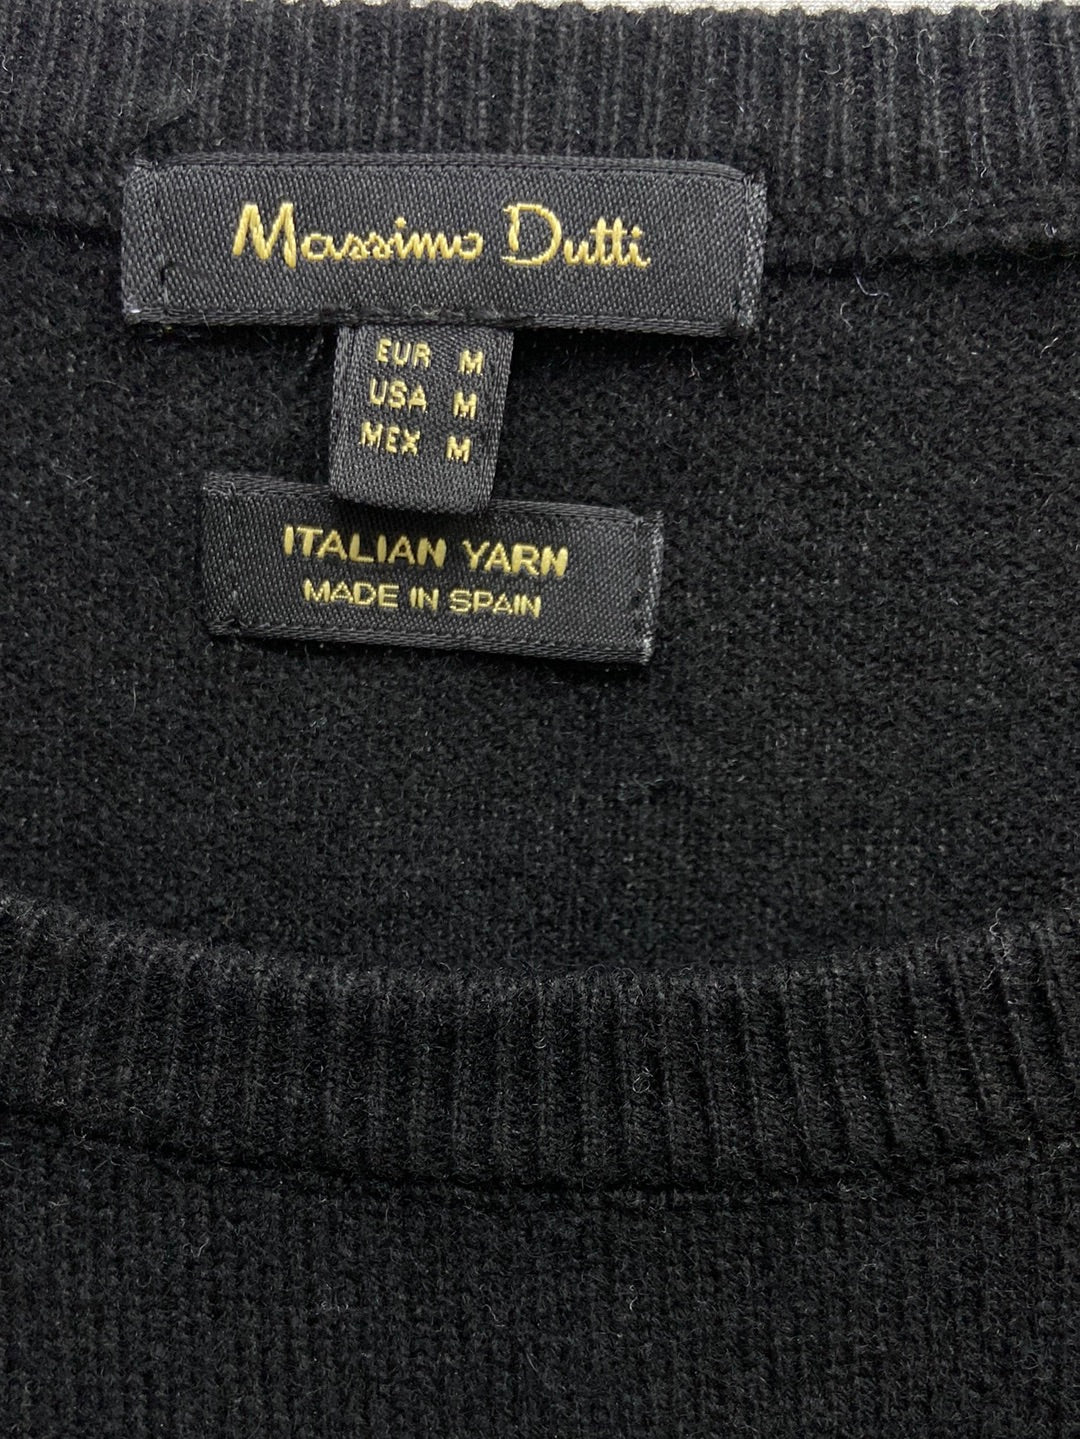 Massimo Dutti
EUR M
USA M
MEX M
ITALIAN YARN
MADE IN SPAIN